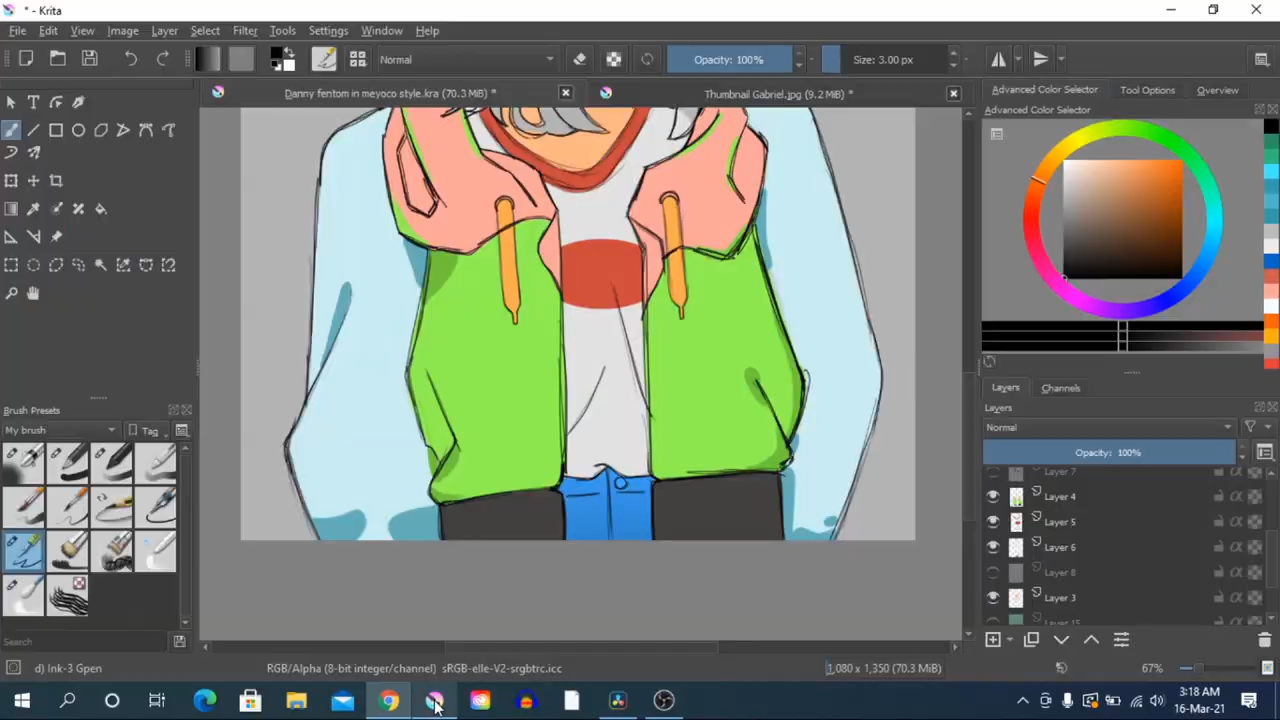 * - Krita
File Edit View Image Layer Select Filter Tools Settings Window Help
Normal Opacity: 100% Size: 3.00 px
Danny fentom in meyoco style.kra (70.3 MiB) *
Thumbnail Gabriel.jpg (9.2 MiB) *
Advanced Color Selector Tool Options Overview
Advanced Color Selector
Layers Channels
Layers
Normal
Opacity: 100%
Layer 7
Layer 4
Layer 5
Layer 6
Layer 8
Layer 3
Layer 15
Brush Presets
My brush Tag
Search
d) Ink-3 Gpen
RGB/Alpha (8-bit integer/channel) sRGB-elle-V2-srgbtrc.icc
1,080 x 1,350 (70.3 MiB)
67%
3:18 AM
16-Mar-21